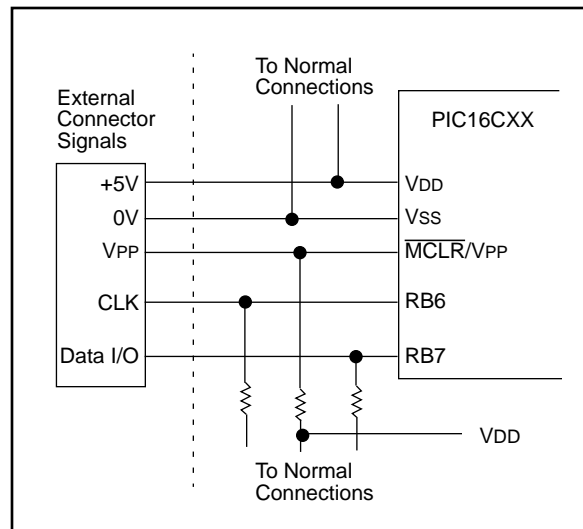 To Normal
Connections
External
Connector
Signals
PIC16CXX
+5V
VDD
0V
VSS
VPP
MCLR/VPP
CLK
RB6
Data I/O
RB7
VDD
To Normal
Connections